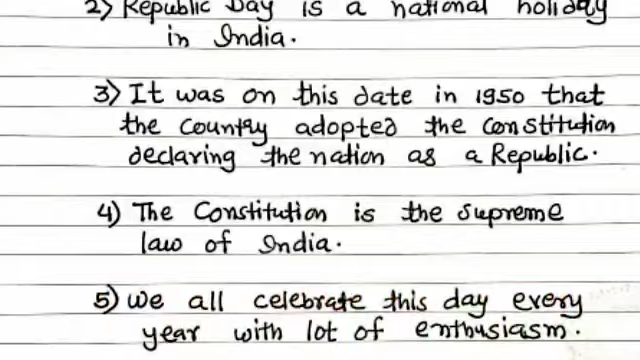 2) Republic Day is a national holiday
in India.
3) It was on this date in 1950 that
the country adopted the constitution
declaring the nation as a Republic.
4) The Constitution is the supreme
law of India.
5) we all celebrate this day every
year with lot of enthusiasm.